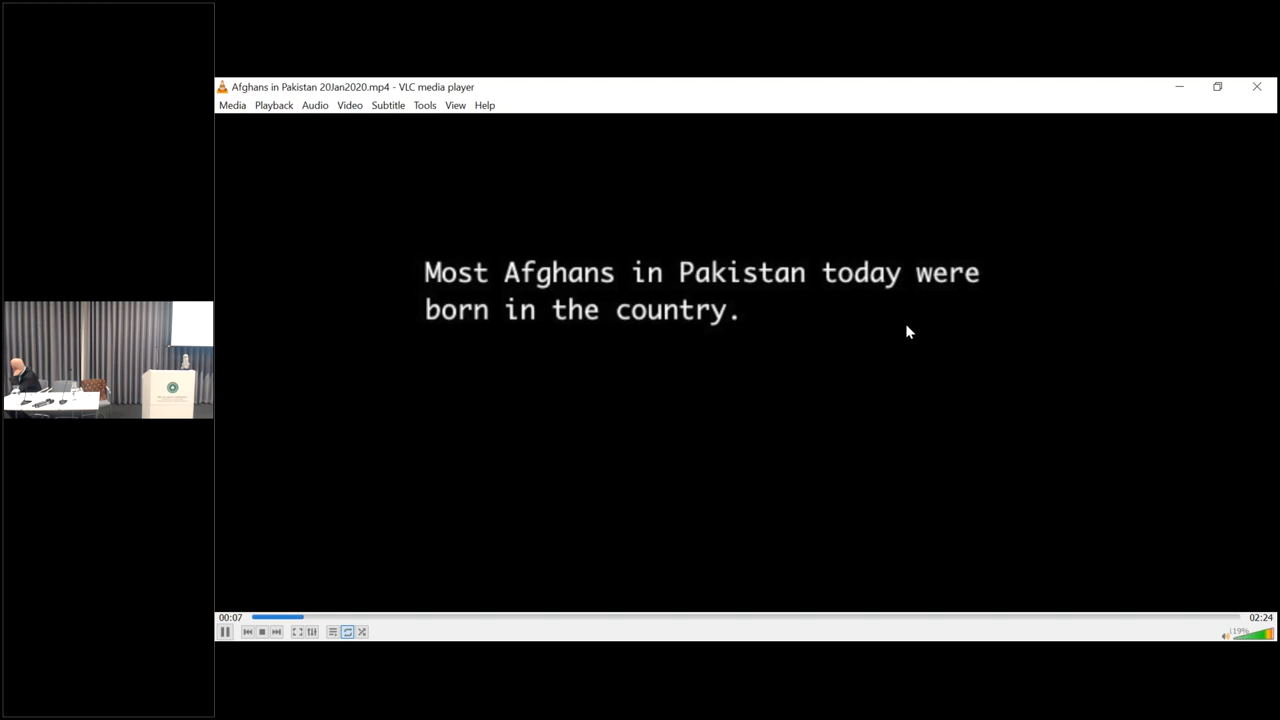 Afghans in Pakistan 20Jan2020.mp4 - VLC media player
Media Playback Audio Video Subtitle Tools View Help
Most Afghans in Pakistan today were
born in the country.
00:07
02:24
19%